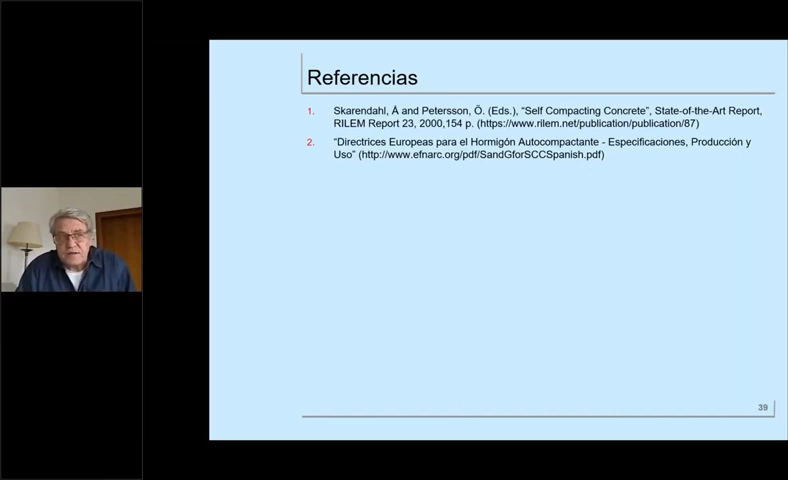 Referencias
1. Skarendahl, Å and Petersson, Ö. (Eds.), “Self Compacting Concrete”, State-of-the-Art Report,
RILEM Report 23, 2000,154 p. (https://www.rilem.net/publication/publication/87)
2. “Directrices Europeas para el Hormigón Autocompactante - Especificaciones, Producción y
Uso” (http://www.efnarc.org/pdf/SandGforSCCSpanish.pdf)
39